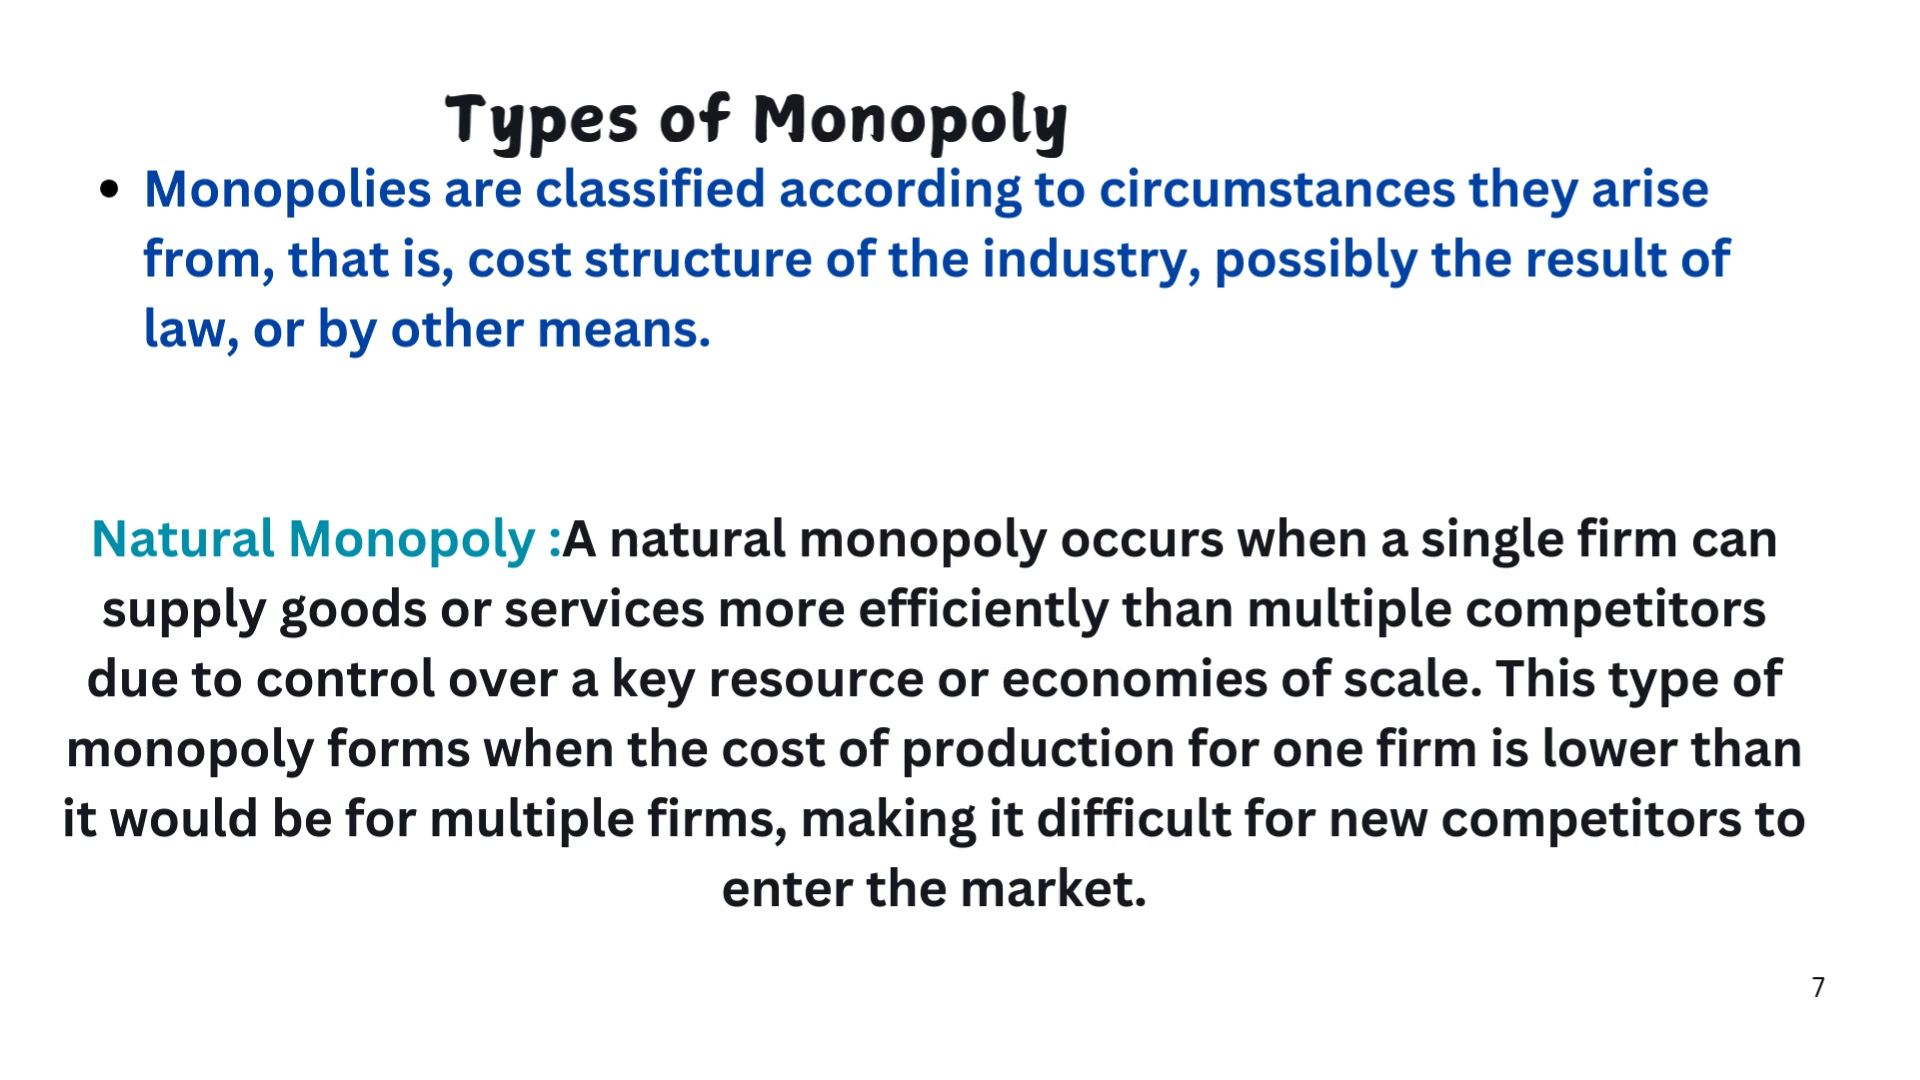 Types of Monopoly
• Monopolies are classified according to circumstances they arise
from, that is, cost structure of the industry, possibly the result of
law, or by other means.
Natural Monopoly :A natural monopoly occurs when a single firm can
supply goods or services more efficiently than multiple competitors
due to control over a key resource or economies of scale. This type of
monopoly forms when the cost of production for one firm is lower than
it would be for multiple firms, making it difficult for new competitors to
enter the market.
7